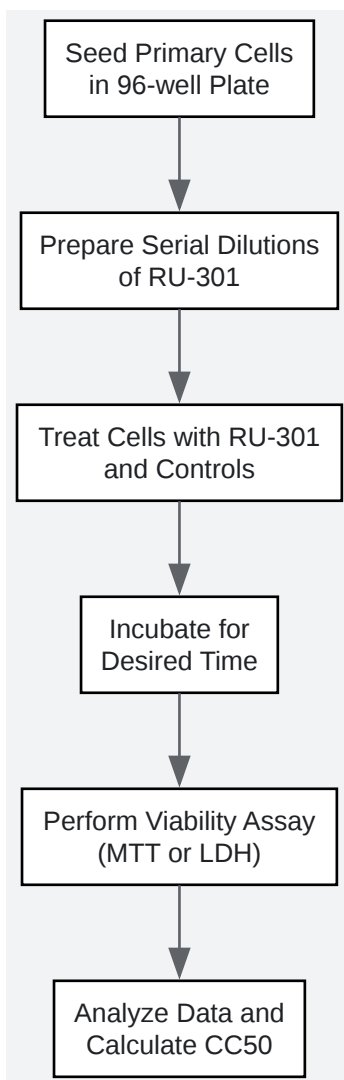 Seed Primary Cells
in 96-well Plate
Prepare Serial Dilutions
of RU-301
Treat Cells with RU-301
and Controls
Incubate for
Desired Time
Perform Viability Assay
(MTT or LDH)
Analyze Data and
Calculate CC50